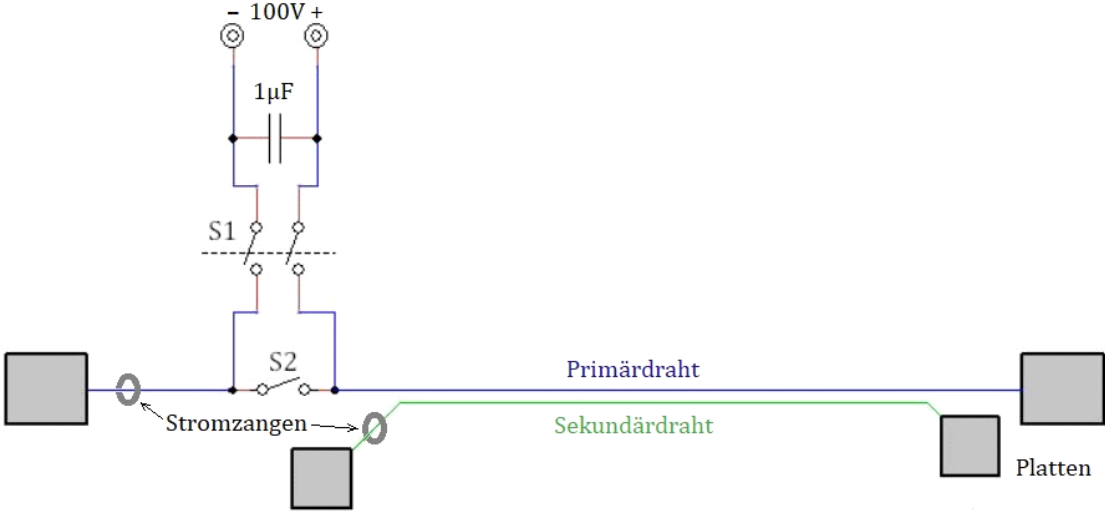 – 100V +
1µF
S1
S2
Primärdraht
Stromzangen
Sekundärdraht
Platten